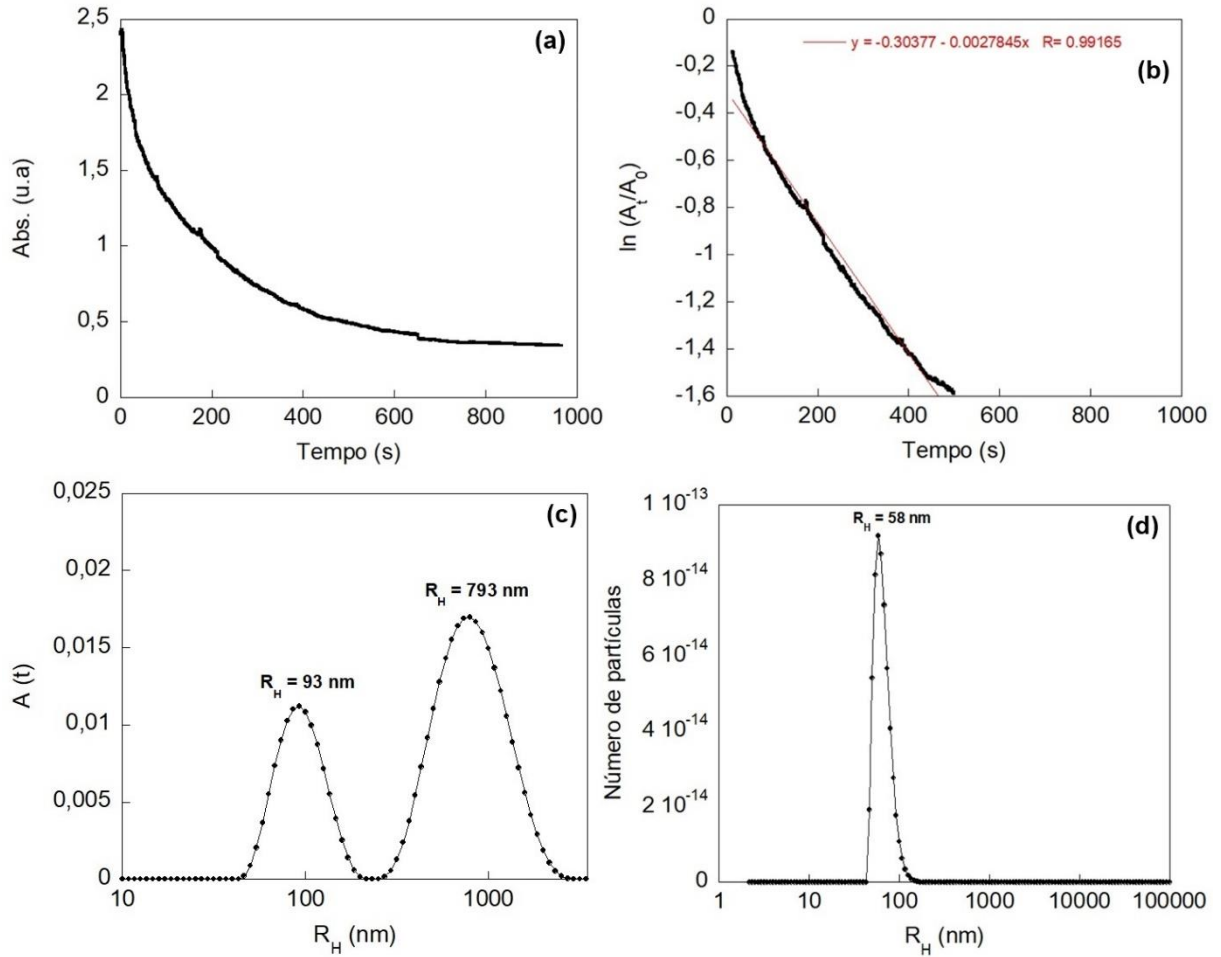 (a)
2,5
2
1,5
1
0,5
0
Abs. (u.a)
0 200 400 600 800 1000
Tempo (s)
(b)
y = -0.30377 - 0.0027845x R= 0.99165
0
-0,2
-0,4
-0,6
-0,8
-1
-1,2
-1,4
-1,6
ln (At/A0)
0 200 400 600 800 1000
Tempo (s)
(c)
0,025
0,02
0,015
0,01
0,005
0
A (t)
RH = 93 nm
RH = 793 nm
10 100 1000
RH (nm)
(d)
1 10-13
8 10-14
6 10-14
4 10-14
2 10-14
0
Número de partículas
RH = 58 nm
1 10 100 1000 10000 100000
RH (nm)